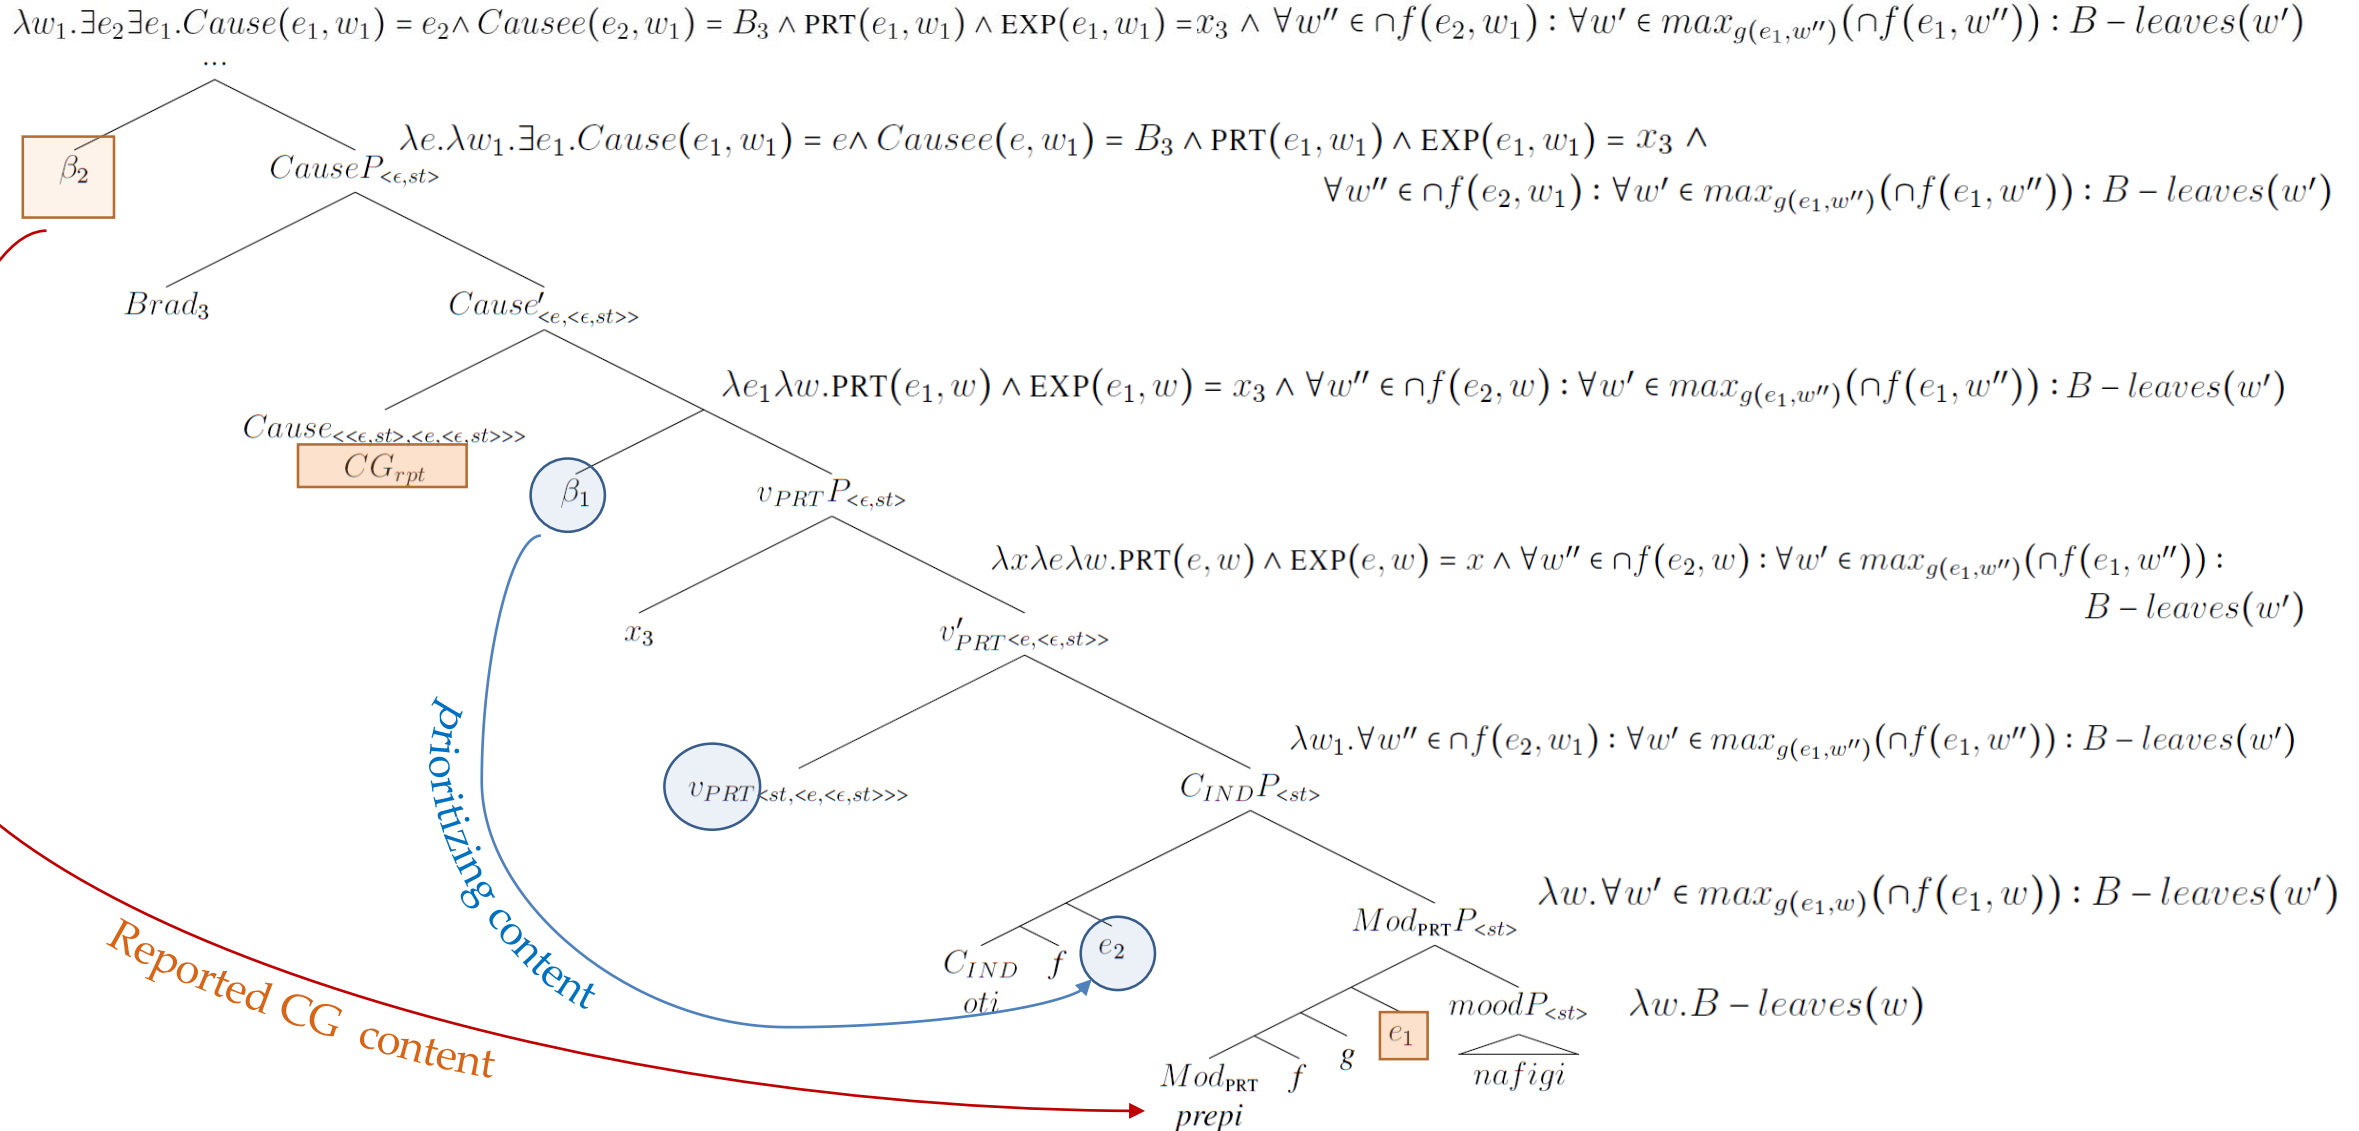 λw₁.∃e₂∃e₁.Cause(e₁, w₁) = e₂∧ Causee(e₂, w₁) = B₃ ∧ PRT(e₁, w₁) ∧ EXP(e₁, w₁) =x₃ ∧ ∀w″ ∈ ∩f(e₂, w₁) : ∀w′ ∈ max_g(e₁,w″)(∩f(e₁, w″)) : B − leaves(w′)
...
λe.λw₁.∃e₁.Cause(e₁, w₁) = e∧ Causee(e, w₁) = B₃ ∧ PRT(e₁, w₁) ∧ EXP(e₁, w₁) = x₃ ∧
β₂ CauseP<ϵ,st>
∀w″ ∈ ∩f(e₂, w₁) : ∀w′ ∈ max_g(e₁,w″)(∩f(e₁, w″)) : B − leaves(w′)
Brad₃ Cause′<e,<ϵ,st>>
λe₁λw.PRT(e₁, w) ∧ EXP(e₁, w) = x₃ ∧ ∀w″ ∈ ∩f(e₂, w) : ∀w′ ∈ max_g(e₁,w″)(∩f(e₁, w″)) : B − leaves(w′)
Cause<<ϵ,st>,<e,<ϵ,st>>>
CG_rpt
β₁ v_PRT P<ϵ,st>
λxλeλw.PRT(e, w) ∧ EXP(e, w) = x ∧ ∀w″ ∈ ∩f(e₂, w) : ∀w′ ∈ max_g(e₁,w″)(∩f(e₁, w″)) :
B − leaves(w′)
x₃ v′_PRT<e,<ϵ,st>>
λw₁.∀w″ ∈ ∩f(e₂, w₁) : ∀w′ ∈ max_g(e₁,w″)(∩f(e₁, w″)) : B − leaves(w′)
v_PRT<st,<e,<ϵ,st>>> C_IND P<st>
prioritizing content
λw.∀w′ ∈ max_g(e₁,w)(∩f(e₁, w)) : B − leaves(w′)
Mod_PRT P<st>
C_IND f e₂
oti
Reported CG content
moodP<st> λw.B − leaves(w)
Mod_PRT f g e₁ nafigi
prepi